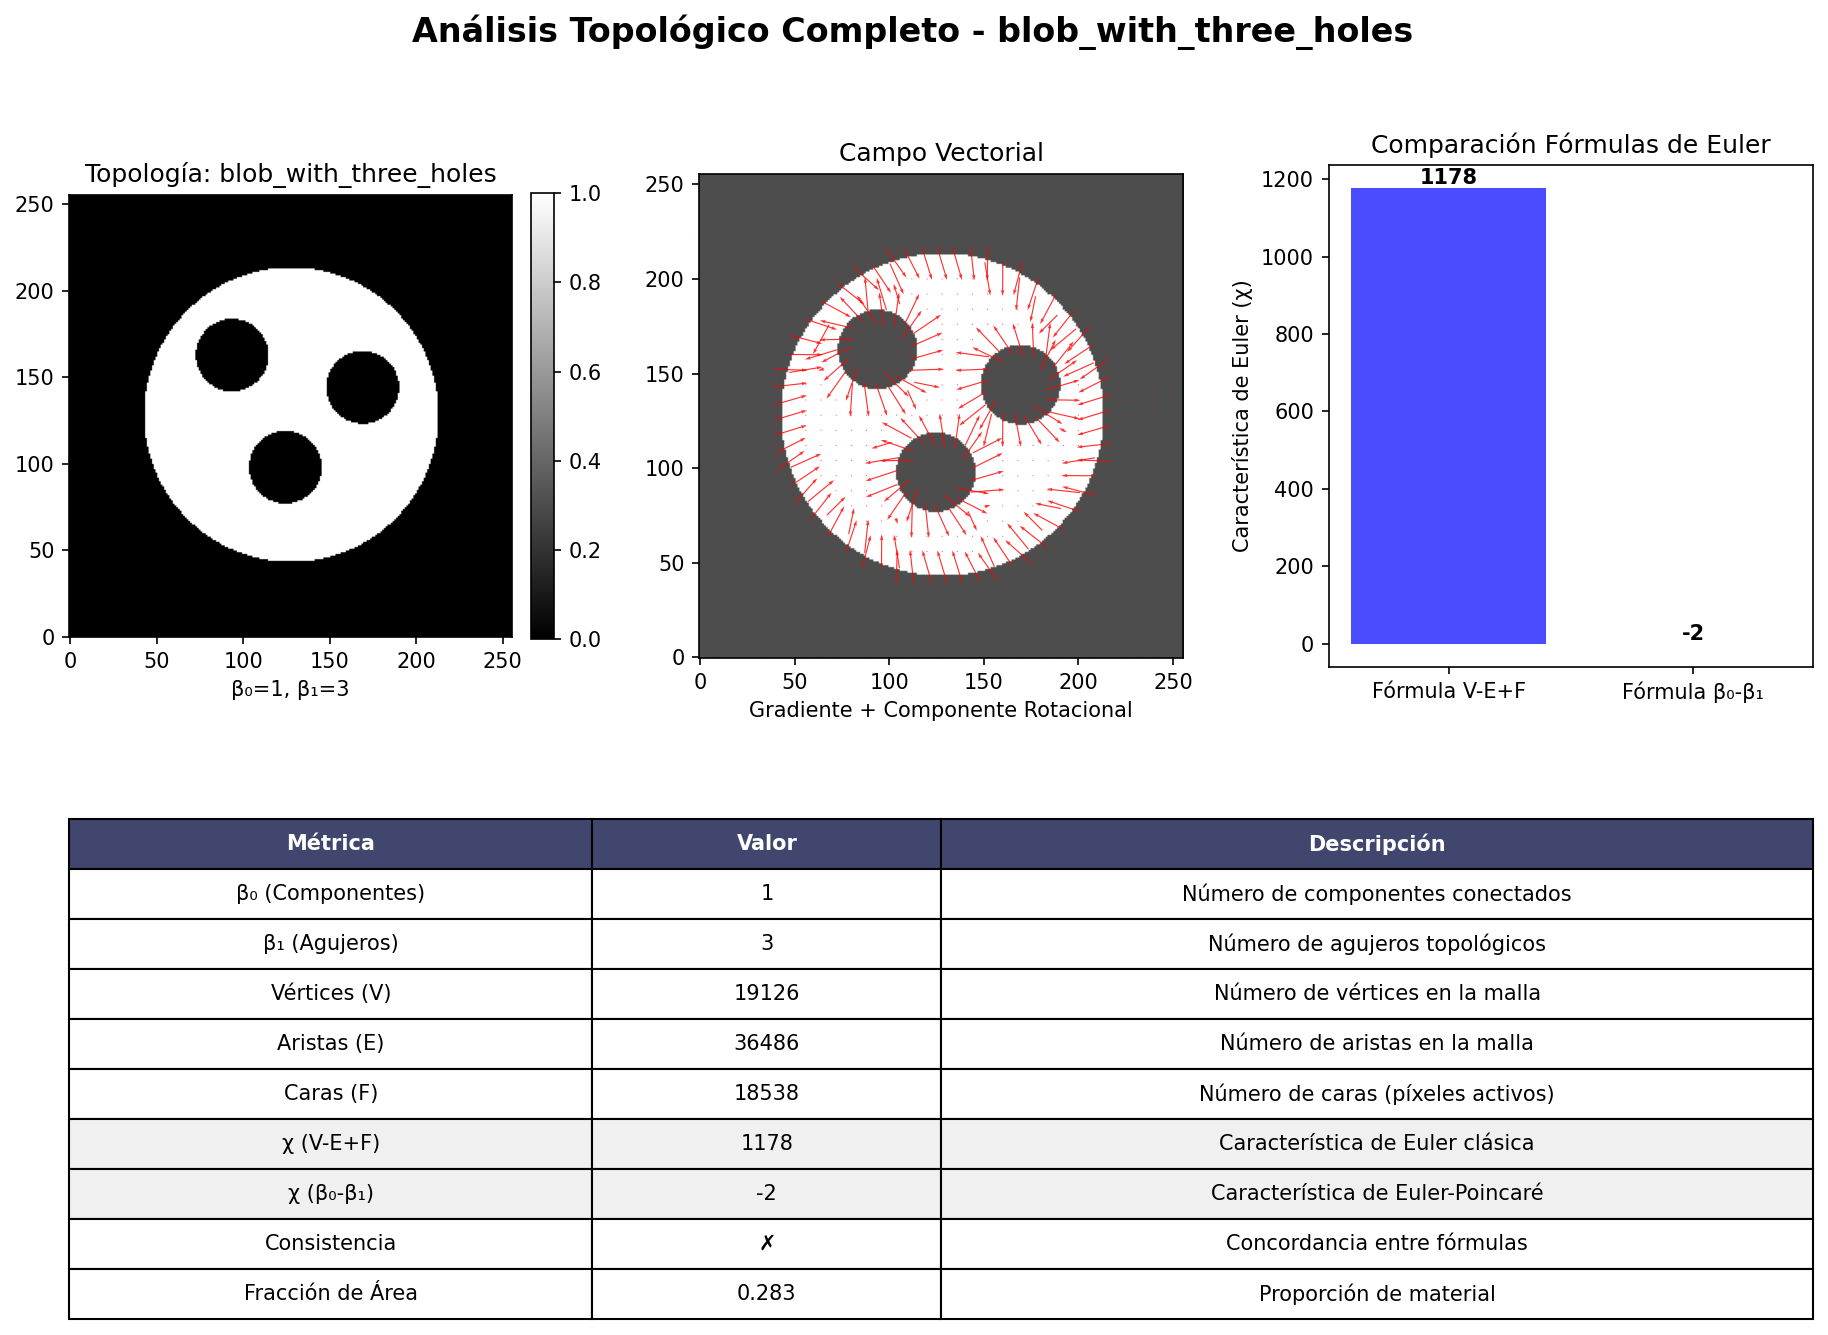 Análisis Topológico Completo - blob_with_three_holes
Topología: blob_with_three_holes
250
200
150
100
50
0
0 50 100 150 200 250
β₀=1, β₁=3
1.0
0.8
0.6
0.4
0.2
0.0
Campo Vectorial
250
200
150
100
50
0
0 50 100 150 200 250
Gradiente + Componente Rotacional
Comparación Fórmulas de Euler
Característica de Euler (χ)
1200
1000
800
600
400
200
0
1178
-2
Fórmula V-E+F Fórmula β₀-β₁
Métrica Valor Descripción
β₀ (Componentes) 1 Número de componentes conectados
β₁ (Agujeros) 3 Número de agujeros topológicos
Vértices (V) 19126 Número de vértices en la malla
Aristas (E) 36486 Número de aristas en la malla
Caras (F) 18538 Número de caras (píxeles activos)
χ (V-E+F) 1178 Característica de Euler clásica
χ (β₀-β₁) -2 Característica de Euler-Poincaré
Consistencia ✗ Concordancia entre fórmulas
Fracción de Área 0.283 Proporción de material